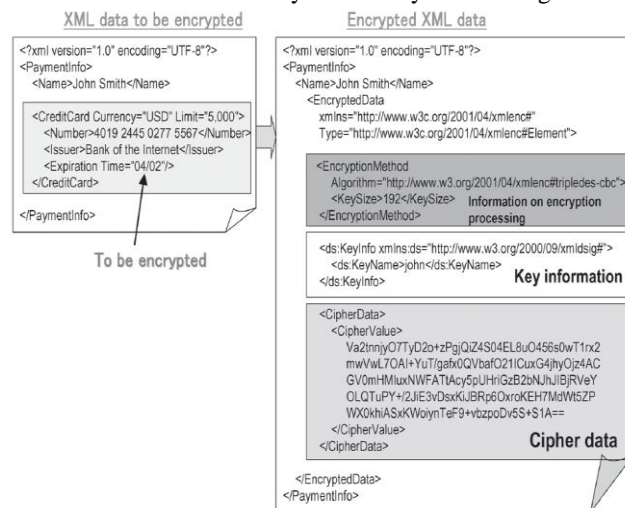 XML data to be encrypted
<?xml version="1.0" encoding="UTF-8"?>
<PaymentInfo>
<Name>John Smith</Name>
<CreditCard Currency="USD" Limit="5,000">
<Number>4019 2445 0277 5567</Number>
<Issuer>Bank of the Internet</Issuer>
<Expiration Time="04/02"/>
</CreditCard>
</PaymentInfo>
To be encrypted
Encrypted XML data
<?xml version="1.0" encoding="UTF-8"?>
<PaymentInfo>
<Name>John Smith</Name>
<EncryptedData
xmlns="http://www.w3c.org/2001/04/xmlenc#"
Type="http://www.w3c.org/2001/04/xmlenc#Element">
<EncryptionMethod
Algorithm="http://www.w3.org/2001/04/xmlenc#tripledes-cbc">
<KeySize>192</KeySize>
</EncryptionMethod>
Information on encryption
processing
<ds:KeyInfo xmlns:ds="http://www.w3.org/2000/09/xmldsig#">
<ds:KeyName>john</ds:KeyName>
</ds:KeyInfo>
Key information
<CipherData>
<CipherValue>
Va2tnnjyO7TyD2o+zPgjQiZ4S04EL8uO456s0wT1rx2
mwVwL7OAI+YuT/gafx0QVbafO21ICuxG4jhyOjz4AC
GV0mHMluxNWFATtAcy5pUHriGzB2bNJhJIBjRVeY
OLQTuPY+/2JiE3vDsxKiJBRp6OxroKEH7MdWt5ZP
WX0khiASxKWoiynTeF9+vbzpoDv5S+S1A==
</CipherValue>
</CipherData>
Cipher data
</EncryptedData>
</PaymentInfo>